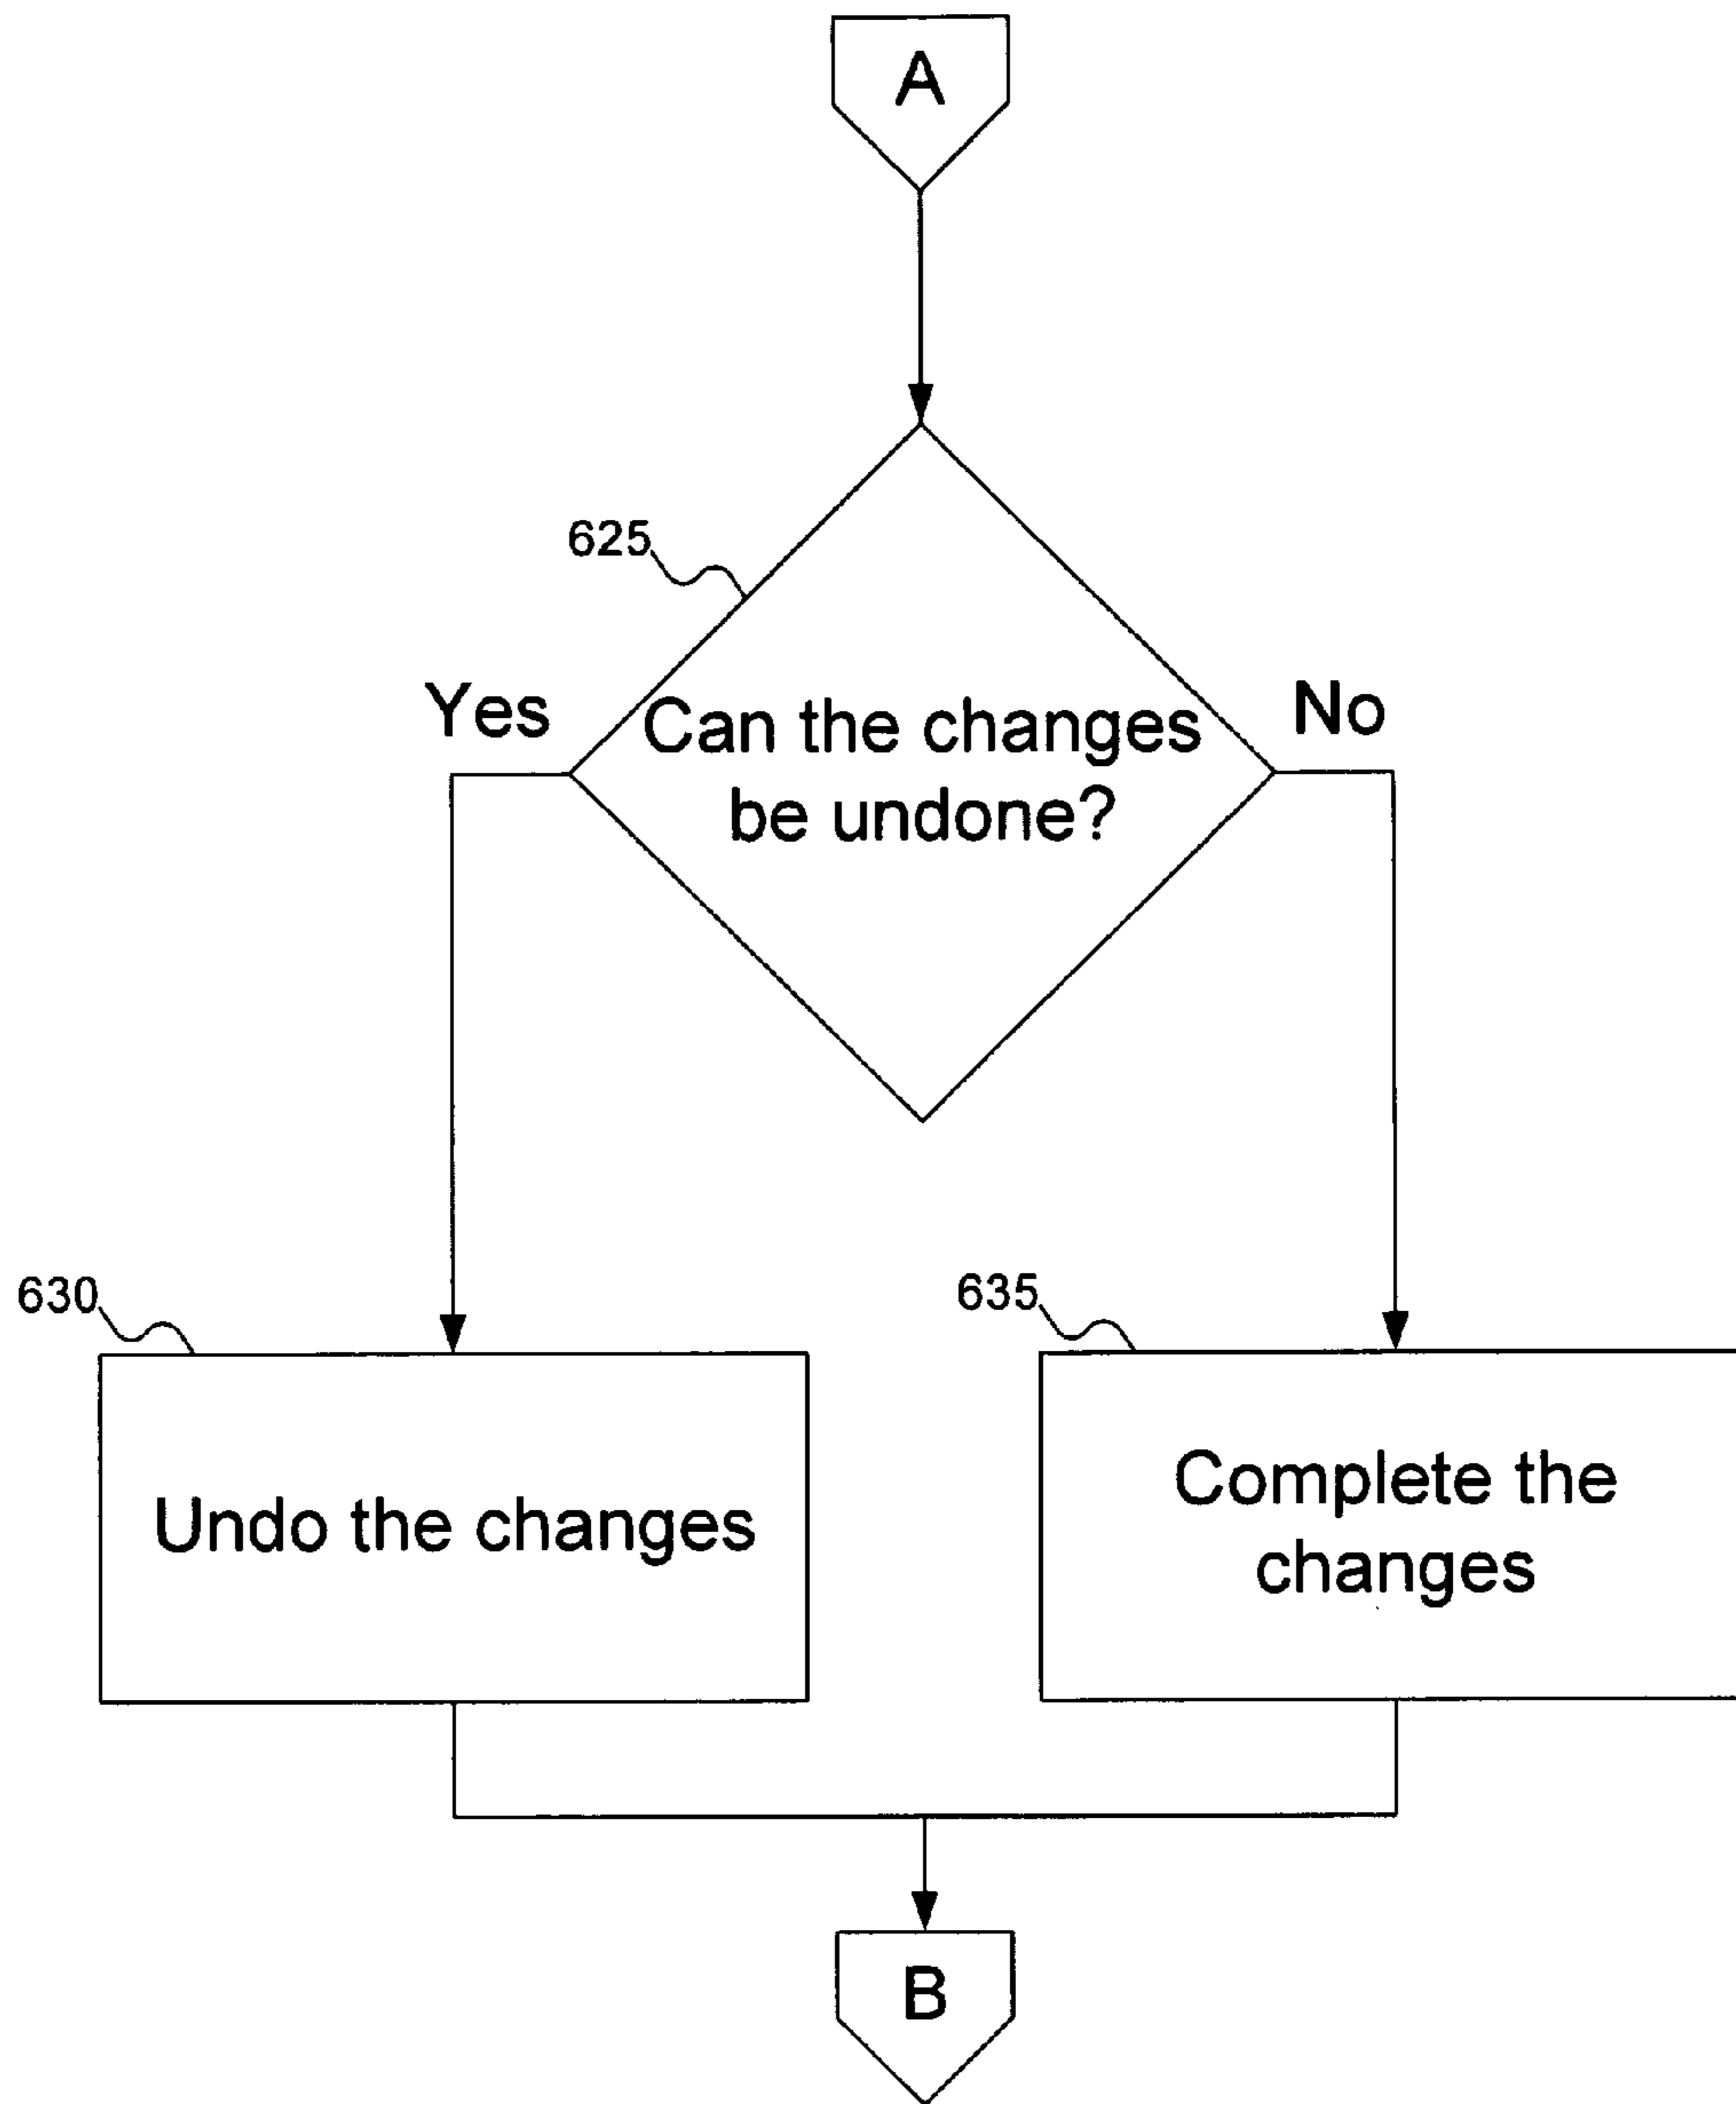 A
625
Yes
No
Can the changes
be undone?
630
635
Undo the changes
Complete the
changes
B